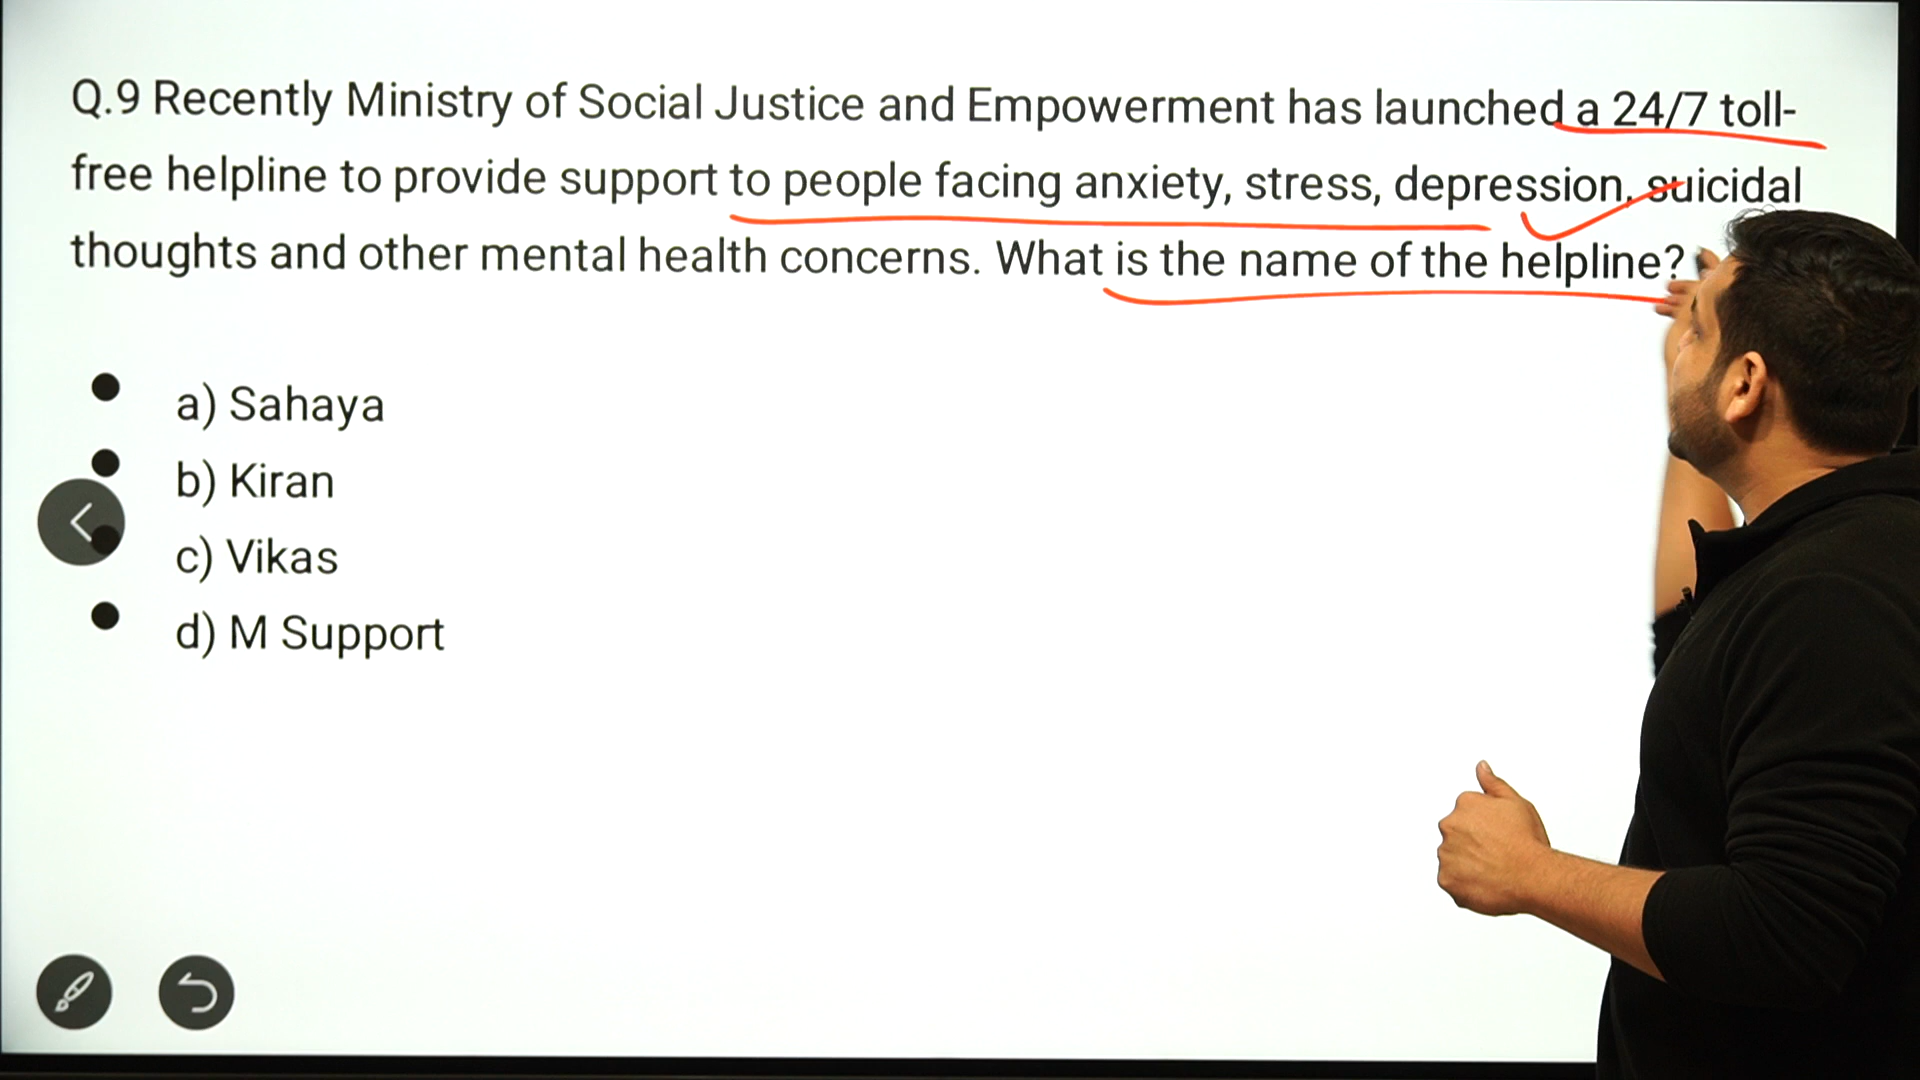 Q.9 Recently Ministry of Social Justice and Empowerment has launched a 24/7 toll-
free helpline to provide support to people facing anxiety, stress, depression, suicidal
thoughts and other mental health concerns. What is the name of the helpline?
a) Sahaya
b) Kiran
c) Vikas
d) M Support